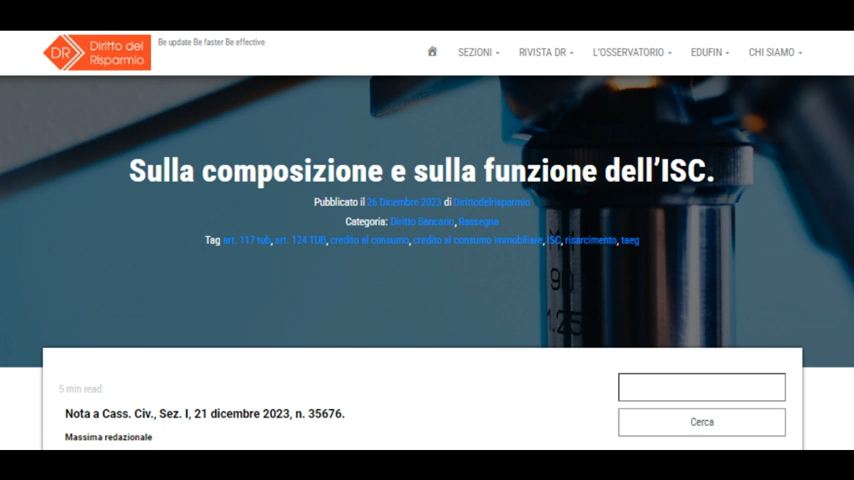 DR Diritto del
Risparmio
Be update Be faster Be effective
SEZIONI
RIVISTA DR
L'OSSERVATORIO
EDUFIN
CHI SIAMO
Sulla composizione e sulla funzione dell'ISC.
Pubblicato il 26 Dicembre 2023 di Dirittodelrisparmio
Categoria: Diritto Bancario, Rassegna
Tag art. 117 tub, art. 124 TUB, credito al consumo, credito al consumo immobiliare, ISC, risarcimento, taeg
90
1.25
5 min read
Nota a Cass. Civ., Sez. I, 21 dicembre 2023, n. 35676.
Massima redazionale
Cerca